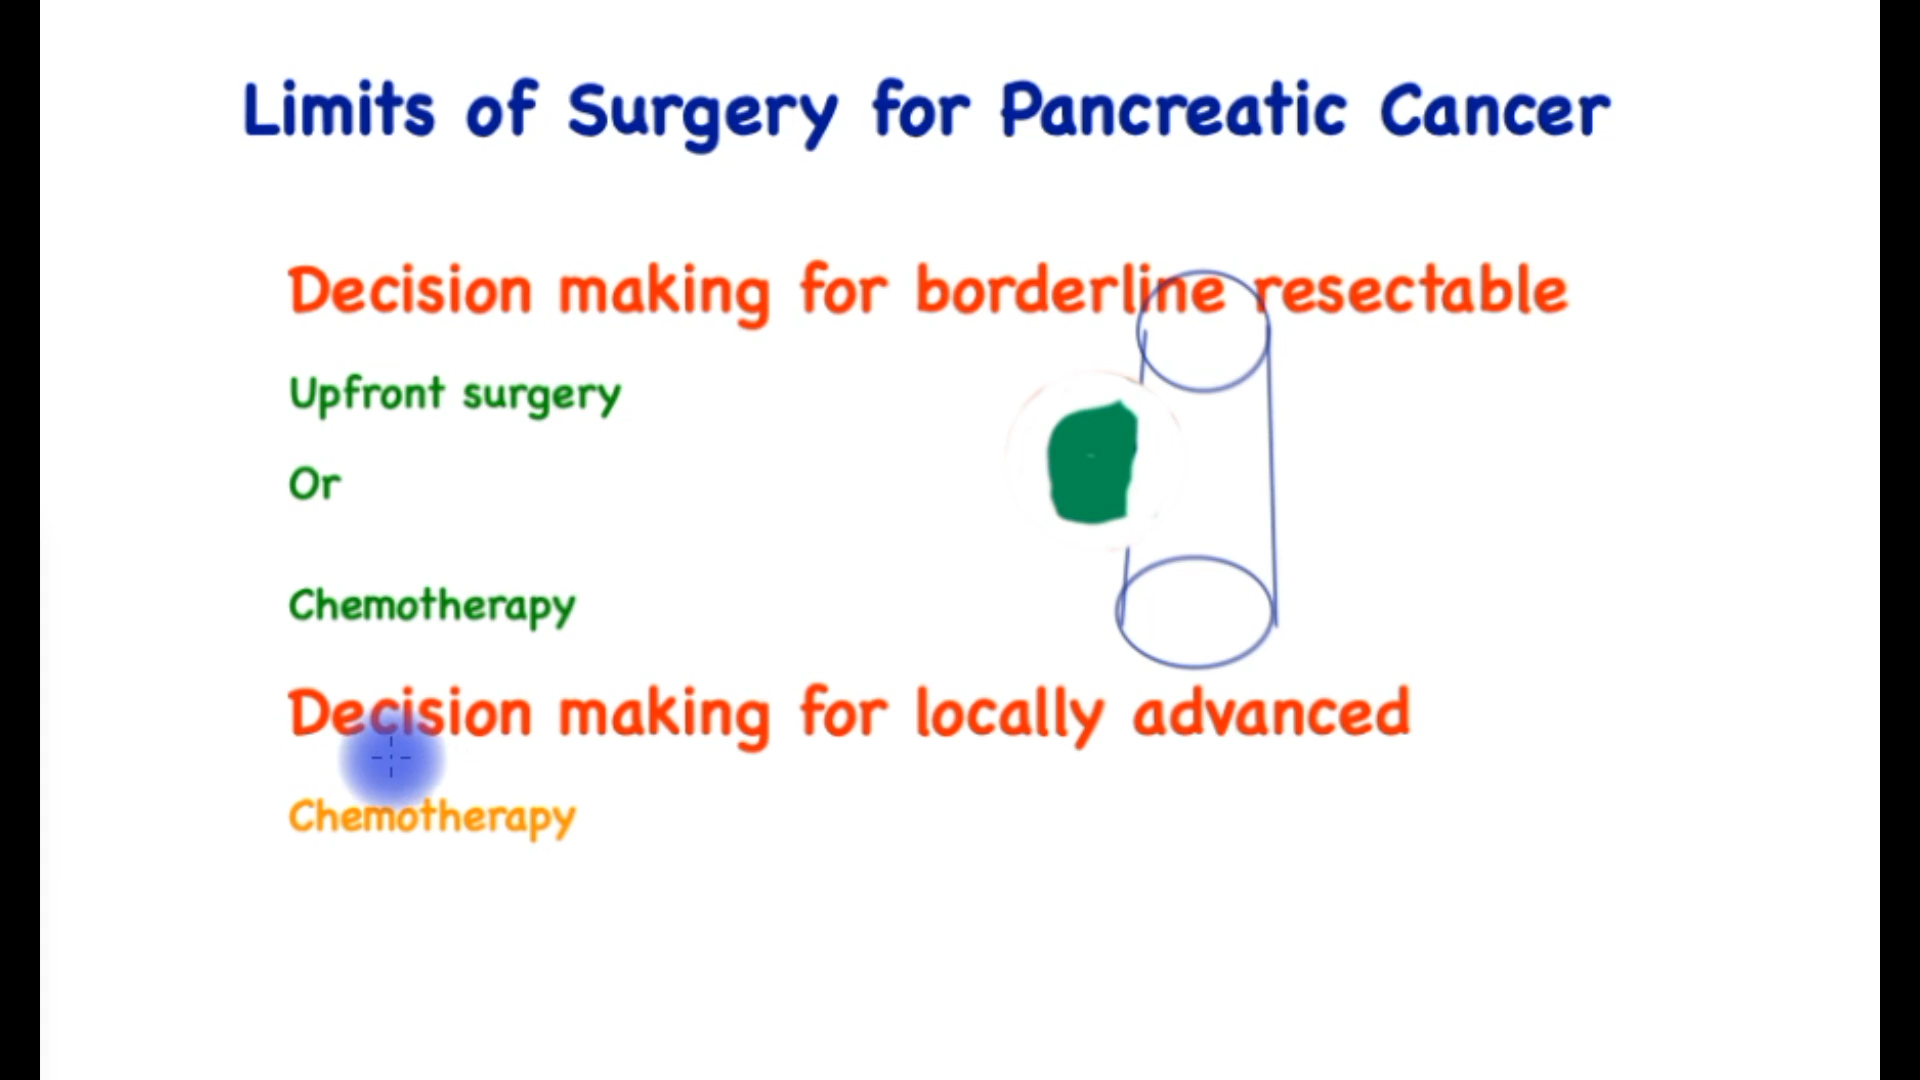 Limits of Surgery for Pancreatic Cancer
Decision making for borderline resectable
Upfront surgery
Or
Chemotherapy
Decision making for locally advanced
Chemotherapy